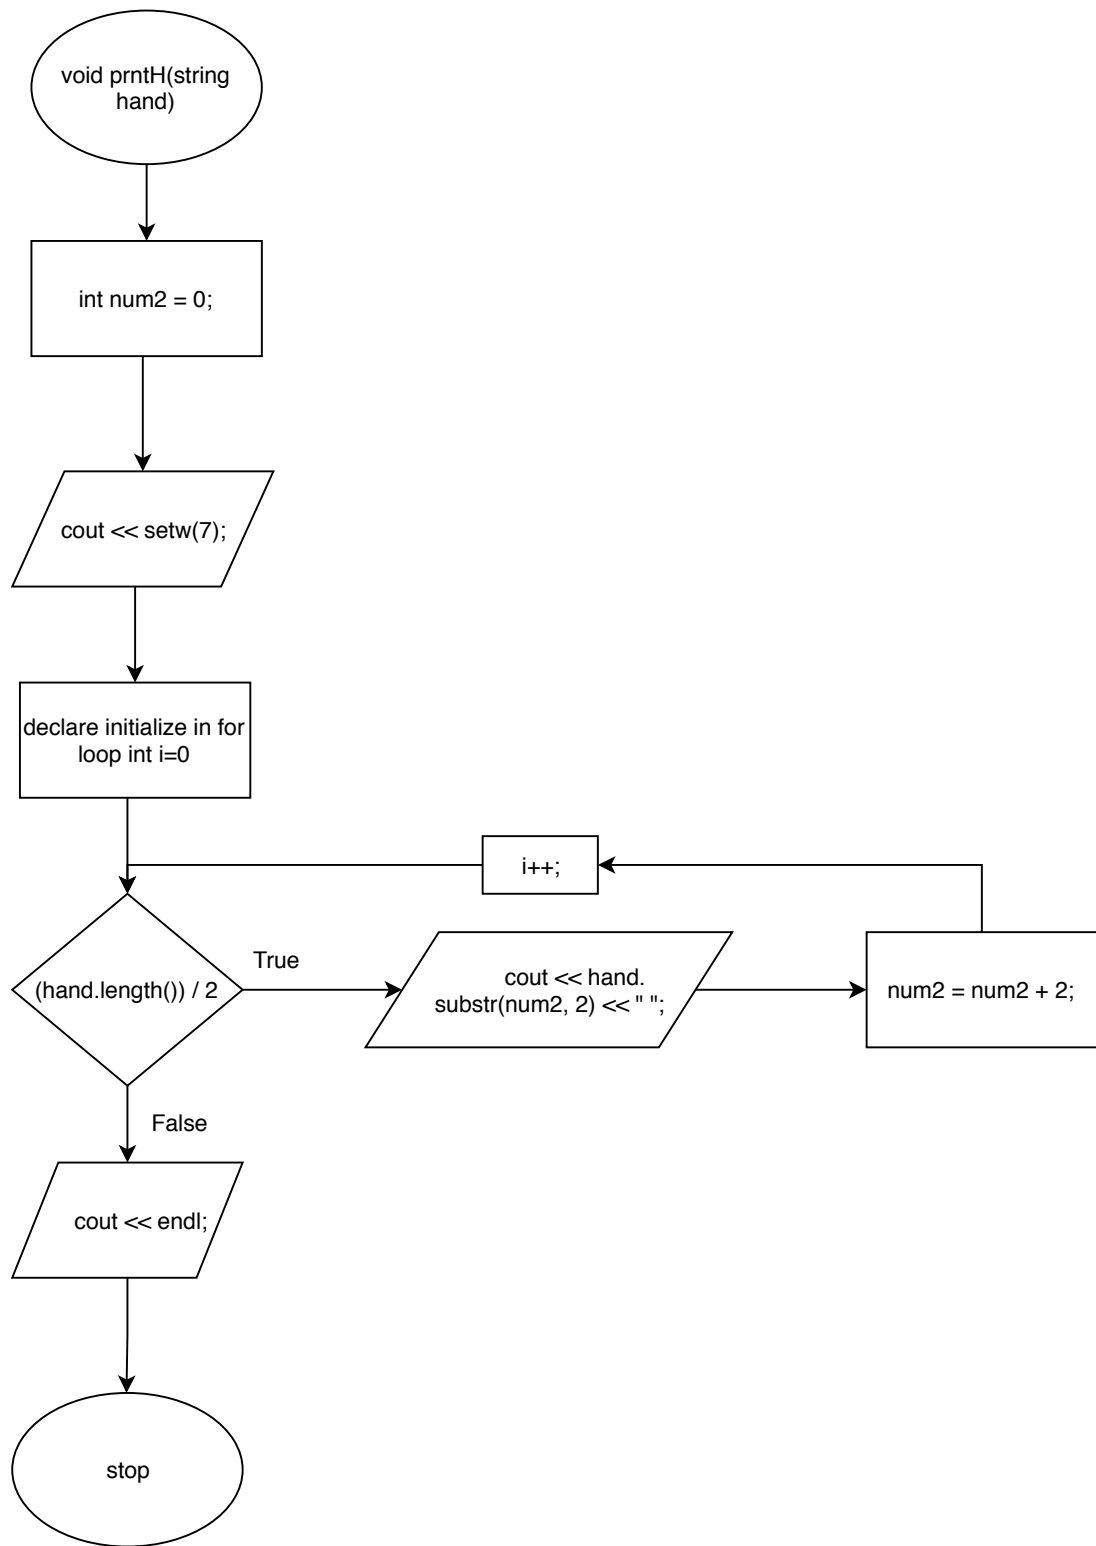 void prntH(string
hand)
int num2 = 0;
cout << setw(7);
declare initialize in for
loop int i=0
i++;
(hand.length()) / 2
True
cout << hand.
substr(num2, 2) << " ";
num2 = num2 + 2;
False
cout << endl;
stop